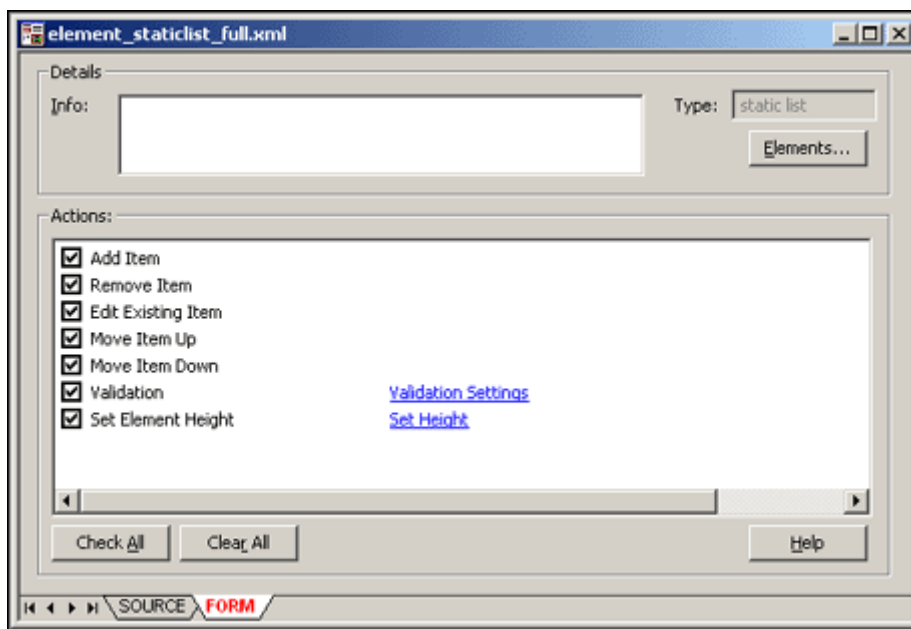 element_staticlist_full.xml
Details
Info:
Type: static list
Elements...
Actions:
Add Item
Remove Item
Edit Existing Item
Move Item Up
Move Item Down
Validation Validation Settings
Set Element Height Set Height
Check All Clear All Help
SOURCE FORM